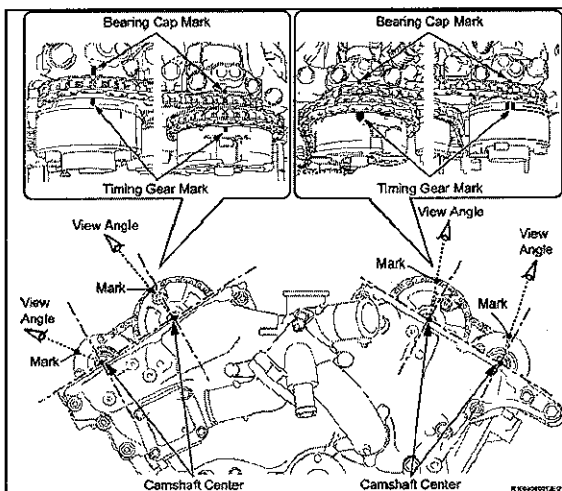 Bearing Cap Mark
Bearing Cap Mark
Timing Gear Mark
Timing Gear Mark
View Angle
View Angle
View
Angle
Mark
Mark
Mark
View
Angle
Mark
Camshaft Center
Camshaft Center